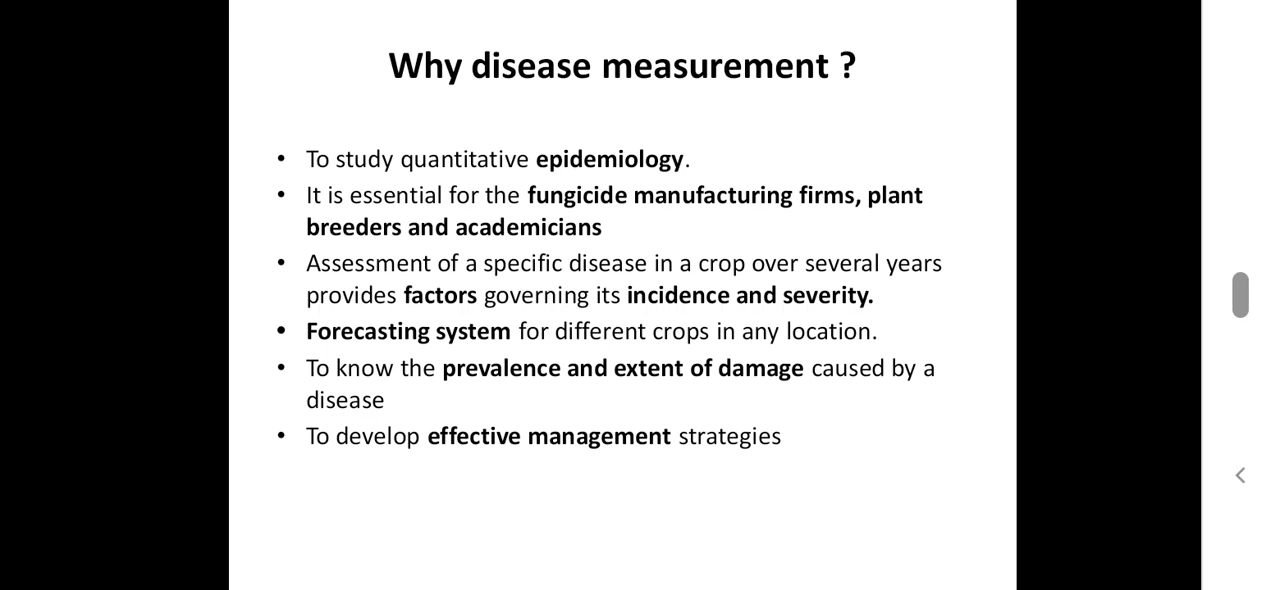 Why disease measurement ?
• To study quantitative epidemiology.
• It is essential for the fungicide manufacturing firms, plant
breeders and academicians
• Assessment of a specific disease in a crop over several years
provides factors governing its incidence and severity.
• Forecasting system for different crops in any location.
• To know the prevalence and extent of damage caused by a
disease
• To develop effective management strategies